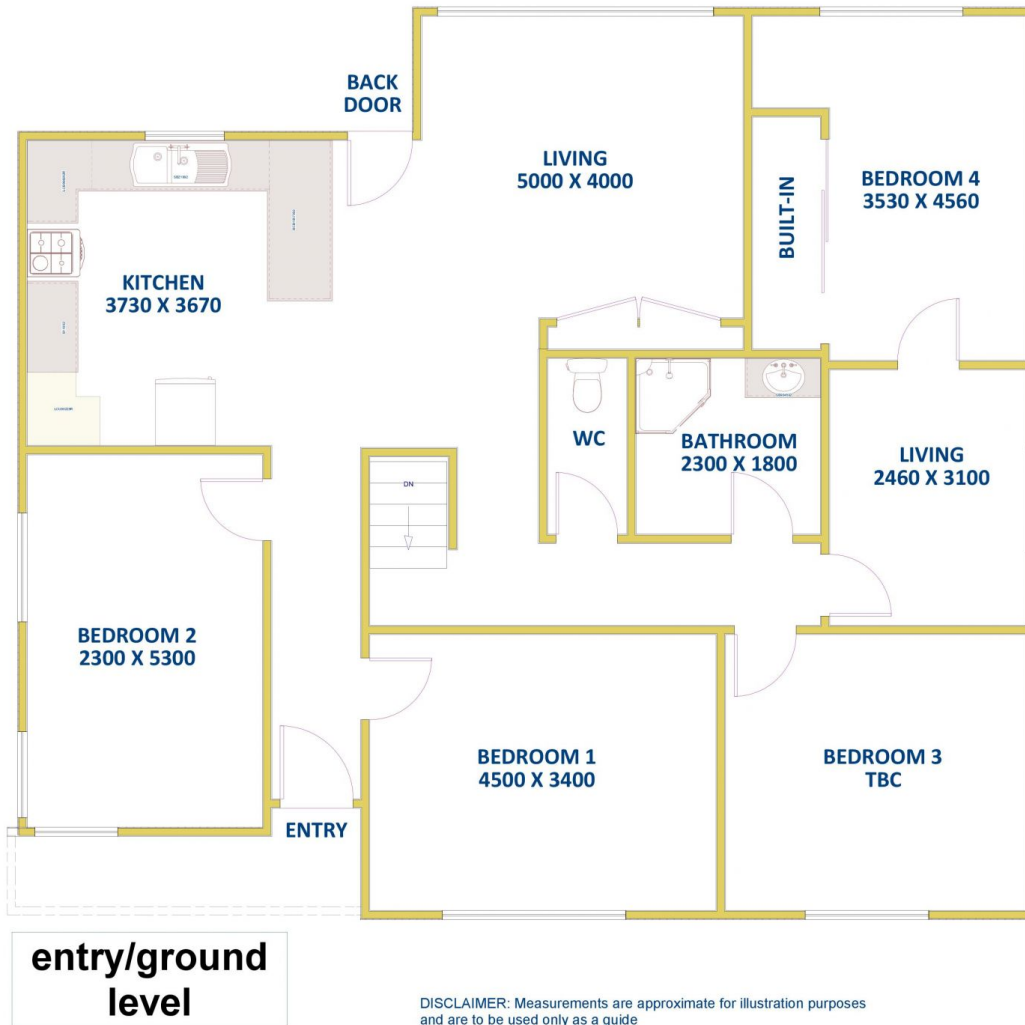 BACK
DOOR
LIVING
5000 X 4000
BEDROOM 4
3530 X 4560
BUILT-IN
KITCHEN
3730 X 3670
WC
BATHROOM
2300 X 1800
LIVING
2460 X 3100
DN
BEDROOM 2
2300 X 5300
BEDROOM 1
4500 X 3400
BEDROOM 3
TBC
ENTRY
entry/ground
level
DISCLAIMER: Measurements are approximate for illustration purposes
and are to be used only as a guide